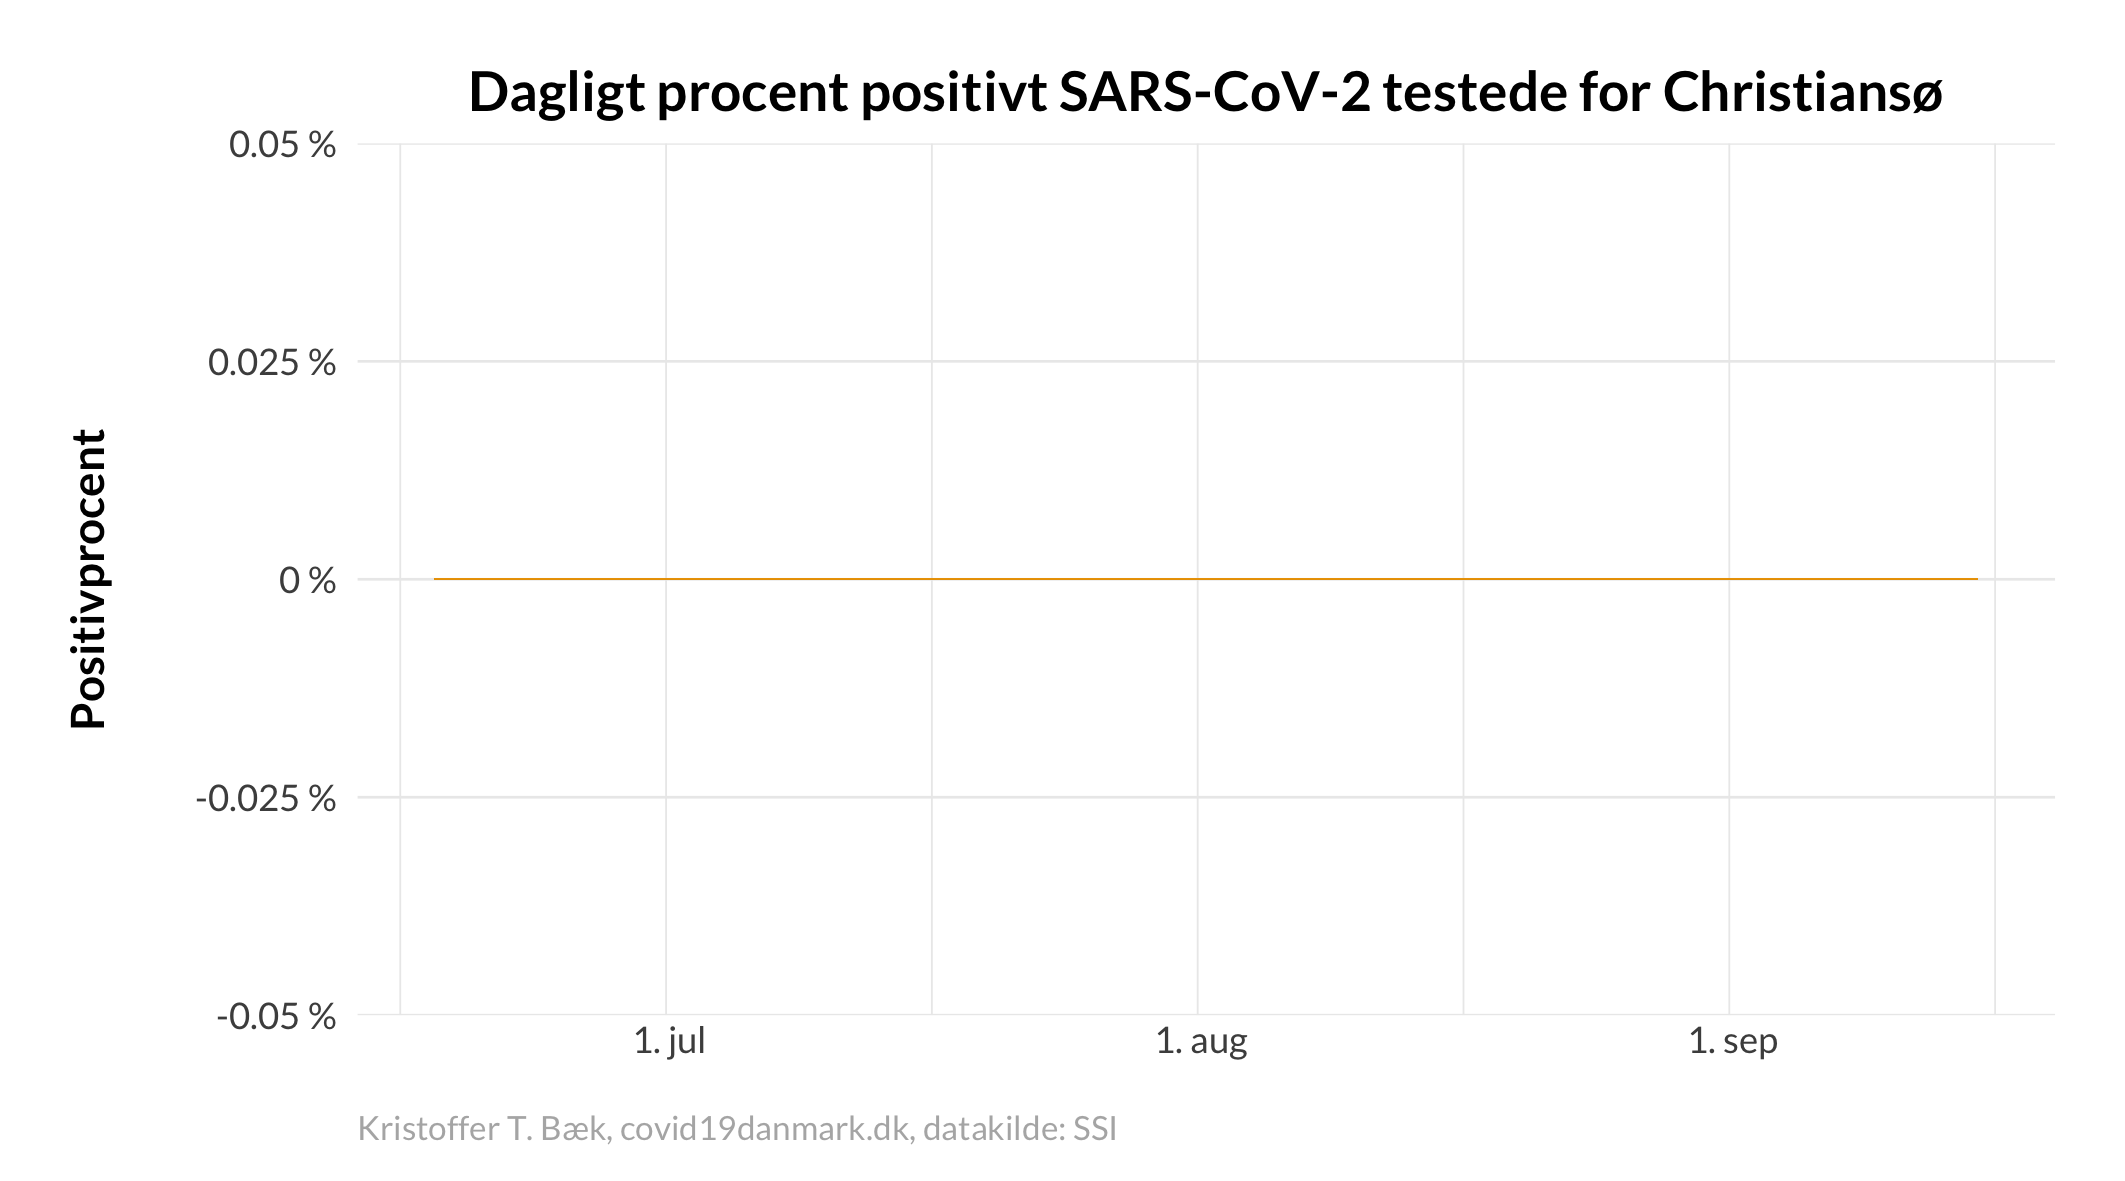 Dagligt procent positivt SARS-CoV-2 testede for Christiansø
0.05 %
0.025 %
0 %
-0.025 %
-0.05 %
Positivprocent
1. jul
1. aug
1. sep
Kristoffer T. Bæk, covid19danmark.dk, datakilde: SSI